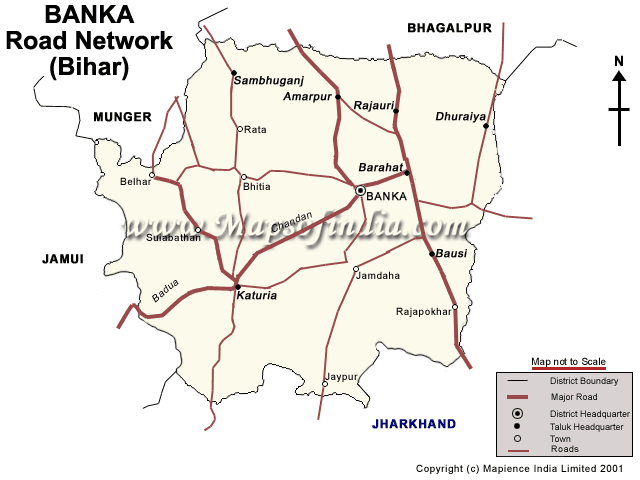 BANKA
Road Network
(Bihar)
BHAGALPUR
N
Sambhuganj
Amarpur
Rajauri
MUNGER
Dhuraiya
Rata
Barahat
Belhar
Bhitia
BANKA
www.Mapsofindia.com
Chandan
Suiabathan
JAMUI
Bausi
Jamdaha
Badua
Katuria
Rajapokhar
Map not to Scale
Jaypur
District Boundary
Major Road
District Headquarter
JHARKHAND
Taluk Headquarter
Town
Roads
Copyright (c) Mapience India Limited 2001